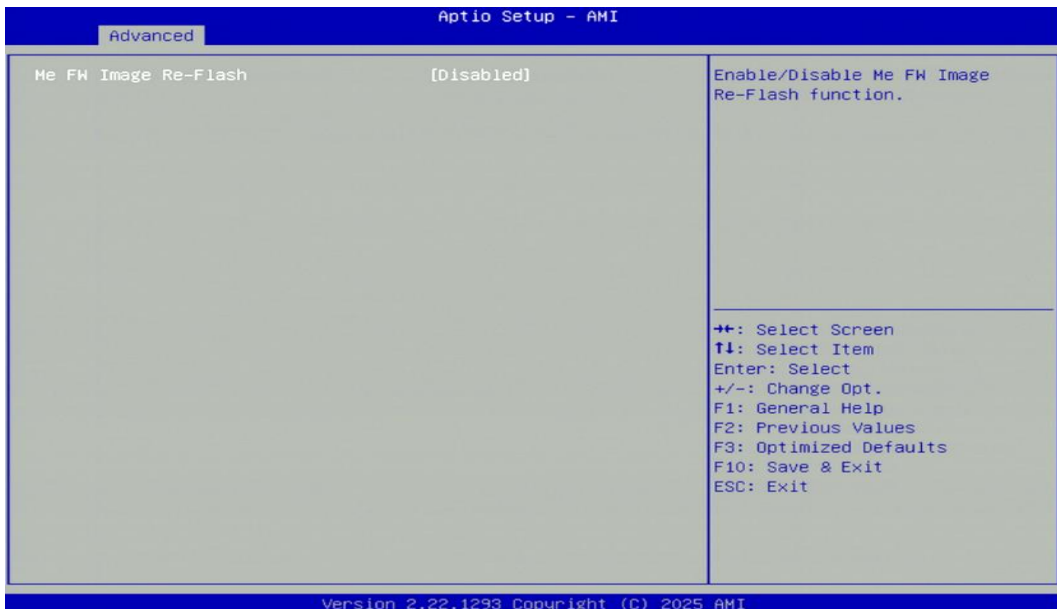 Aptio Setup - AMI
Advanced
Me FW Image Re-Flash [Disabled]
Enable/Disable Me FW Image
Re-Flash function.
→←: Select Screen
↑↓: Select Item
Enter: Select
+/-: Change Opt.
F1: General Help
F2: Previous Values
F3: Optimized Defaults
F10: Save & Exit
ESC: Exit
Version 2.22.1293 Copyright (C) 2025 AMI